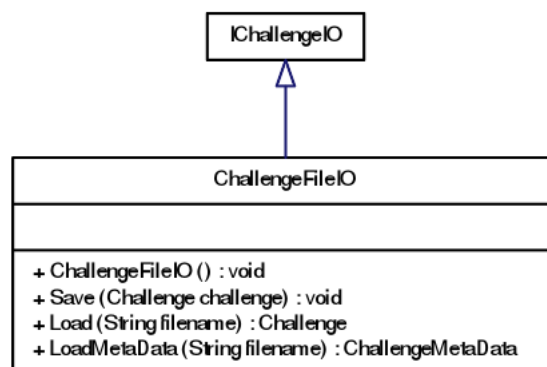 IChallengeIO
ChallengeFileIO
+ ChallengeFileIO () : void
+ Save (Challenge challenge) : void
+ Load (String filename) : Challenge
+ LoadMetaData (String filename) : ChallengeMetaData